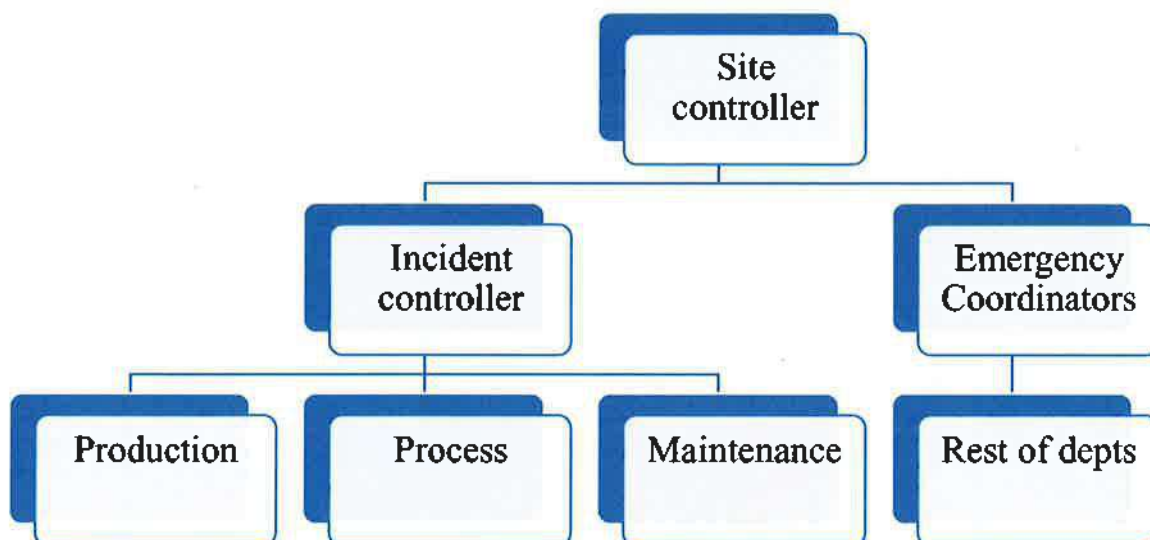 Site
controller
Incident
controller
Emergency
Coordinators
Production
Process
Maintenance
Rest of depts